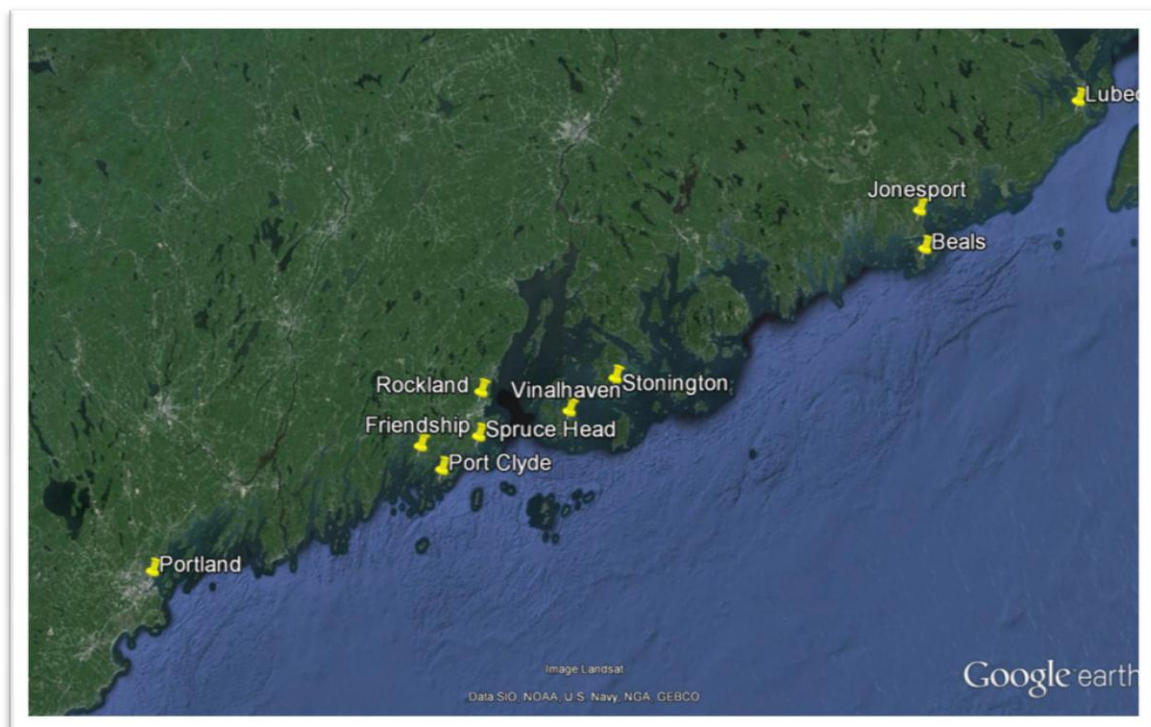 Lubec
Jonesport
Beals
Rockland
Vinalhaven
Stonington
Friendship
Spruce Head
Port Clyde
Portland
Image Landsat
Data SIO, NOAA, U.S. Navy, NGA, GEBCO
Google earth